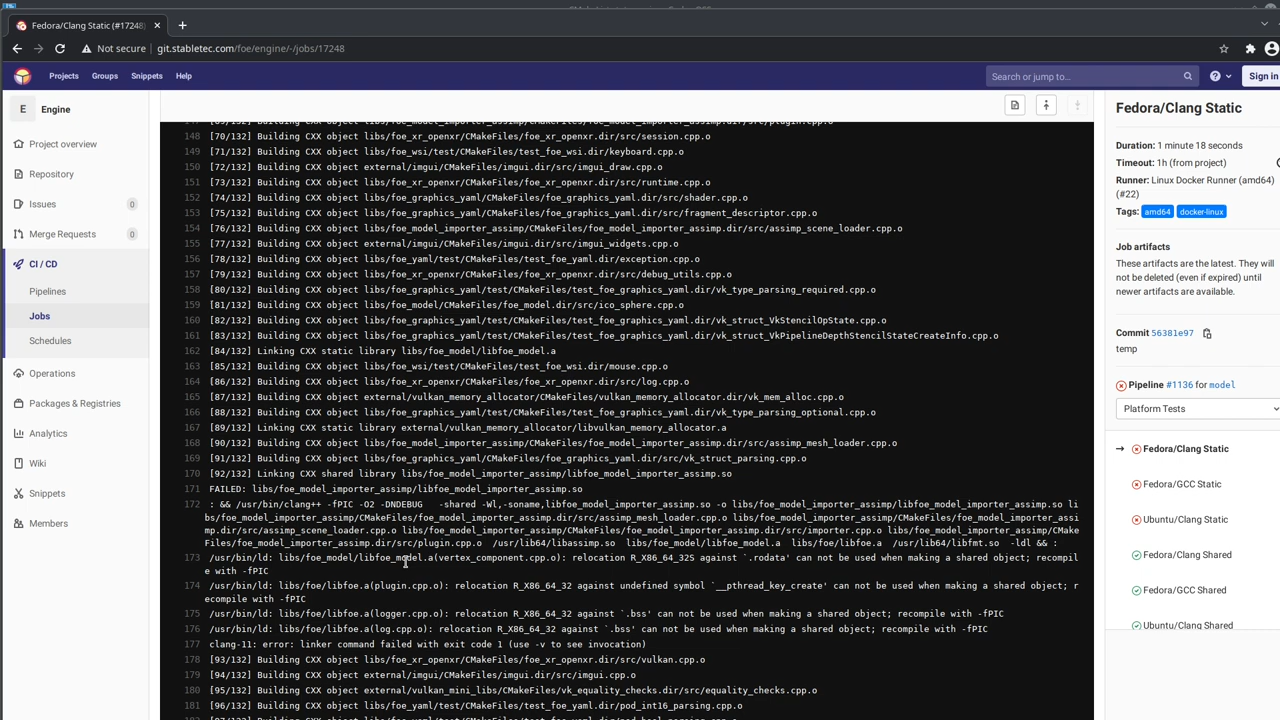 Fedora/Clang Static (#17248)
Not secure
git.stabletec.com/foe/engine/-/jobs/17248
Projects
Groups
Snippets
Help
Search or jump to...
Sign in
E
Engine
Project overview
Repository
Issues
0
Merge Requests
0
CI / CD
Pipelines
Jobs
Schedules
Operations
Packages & Registries
Analytics
Wiki
Snippets
Members
148 [70/132] Building CXX object libs/foe_xr_openxr/CMakeFiles/foe_xr_openxr.dir/src/session.cpp.o
149 [71/132] Building CXX object libs/foe_wsi/test/CMakeFiles/test_foe_wsi.dir/keyboard.cpp.o
150 [72/132] Building CXX object external/imgui/CMakeFiles/imgui.dir/src/imgui_draw.cpp.o
151 [73/132] Building CXX object libs/foe_xr_openxr/CMakeFiles/foe_xr_openxr.dir/src/runtime.cpp.o
152 [74/132] Building CXX object libs/foe_graphics_yaml/CMakeFiles/foe_graphics_yaml.dir/src/shader.cpp.o
153 [75/132] Building CXX object libs/foe_graphics_yaml/CMakeFiles/foe_graphics_yaml.dir/src/fragment_descriptor.cpp.o
154 [76/132] Building CXX object libs/foe_model_importer_assimp/CMakeFiles/foe_model_importer_assimp.dir/src/assimp_scene_loader.cpp.o
155 [77/132] Building CXX object external/imgui/CMakeFiles/imgui.dir/src/imgui_widgets.cpp.o
156 [78/132] Building CXX object libs/foe_yaml/test/CMakeFiles/test_foe_yaml.dir/exception.cpp.o
157 [79/132] Building CXX object libs/foe_xr_openxr/CMakeFiles/foe_xr_openxr.dir/src/debug_utils.cpp.o
158 [80/132] Building CXX object libs/foe_graphics_yaml/test/CMakeFiles/test_foe_graphics_yaml.dir/vk_type_parsing_required.cpp.o
159 [81/132] Building CXX object libs/foe_model/CMakeFiles/foe_model.dir/src/ico_sphere.cpp.o
160 [82/132] Building CXX object libs/foe_graphics_yaml/test/CMakeFiles/test_foe_graphics_yaml.dir/vk_struct_VkStencilOpState.cpp.o
161 [83/132] Building CXX object libs/foe_graphics_yaml/test/CMakeFiles/test_foe_graphics_yaml.dir/vk_struct_VkPipelineDepthStencilStateCreateInfo.cpp.o
162 [84/132] Linking CXX static library libs/foe_model/libfoe_model.a
163 [85/132] Building CXX object libs/foe_wsi/test/CMakeFiles/test_foe_wsi.dir/mouse.cpp.o
164 [86/132] Building CXX object libs/foe_xr_openxr/CMakeFiles/foe_xr_openxr.dir/src/log.cpp.o
165 [87/132] Building CXX object external/vulkan_memory_allocator/CMakeFiles/vulkan_memory_allocator.dir/vk_mem_alloc.cpp.o
166 [88/132] Building CXX object libs/foe_graphics_yaml/test/CMakeFiles/test_foe_graphics_yaml.dir/vk_type_parsing_optional.cpp.o
167 [89/132] Linking CXX static library external/vulkan_memory_allocator/libvulkan_memory_allocator.a
168 [90/132] Building CXX object libs/foe_model_importer_assimp/CMakeFiles/foe_model_importer_assimp.dir/src/assimp_mesh_loader.cpp.o
169 [91/132] Building CXX object libs/foe_graphics_yaml/CMakeFiles/foe_graphics_yaml.dir/src/vk_struct_parsing.cpp.o
170 [92/132] Linking CXX shared library libs/foe_model_importer_assimp/libfoe_model_importer_assimp.so
171 FAILED: libs/foe_model_importer_assimp/libfoe_model_importer_assimp.so
172 : && /usr/bin/clang++ -fPIC -O2 -DNDEBUG -shared -Wl,-soname,libfoe_model_importer_assimp.so -o libs/foe_model_importer_assimp/libfoe_model_importer_assimp.so li
bs/foe_model_importer_assimp/CMakeFiles/foe_model_importer_assimp.dir/src/assimp_mesh_loader.cpp.o libs/foe_model_importer_assimp/CMakeFiles/foe_model_importer_assi
mp.dir/src/assimp_scene_loader.cpp.o libs/foe_model_importer_assimp/CMakeFiles/foe_model_importer_assimp.dir/src/importer.cpp.o libs/foe_model_importer_assimp/CMake
Files/foe_model_importer_assimp.dir/src/plugin.cpp.o /usr/lib64/libassimp.so libs/foe_model/libfoe_model.a libs/foe/libfoe.a /usr/lib64/libfmt.so -ldl && :
173 /usr/bin/ld: libs/foe_model/libfoe_model.a(vertex_component.cpp.o): relocation R_X86_64_32S against `.rodata' can not be used when making a shared object; recompil
e with -fPIC
174 /usr/bin/ld: libs/foe/libfoe.a(plugin.cpp.o): relocation R_X86_64_32 against undefined symbol `__pthread_key_create' can not be used when making a shared object; r
ecompile with -fPIC
175 /usr/bin/ld: libs/foe/libfoe.a(logger.cpp.o): relocation R_X86_64_32 against `.bss' can not be used when making a shared object; recompile with -fPIC
176 /usr/bin/ld: libs/foe/libfoe.a(log.cpp.o): relocation R_X86_64_32 against `.bss' can not be used when making a shared object; recompile with -fPIC
177 clang-11: error: linker command failed with exit code 1 (use -v to see invocation)
178 [93/132] Building CXX object libs/foe_xr_openxr/CMakeFiles/foe_xr_openxr.dir/src/vulkan.cpp.o
179 [94/132] Building CXX object external/imgui/CMakeFiles/imgui.dir/src/imgui.cpp.o
180 [95/132] Building CXX object external/vulkan_mini_libs/CMakeFiles/vk_equality_checks.dir/src/equality_checks.cpp.o
181 [96/132] Building CXX object libs/foe_yaml/test/CMakeFiles/test_foe_yaml.dir/pod_int16_parsing.cpp.o
Fedora/Clang Static
Duration: 1 minute 18 seconds
Timeout: 1h (from project)
Runner: Linux Docker Runner (amd64)
(#22)
Tags: amd64 docker-linux
Job artifacts
These artifacts are the latest. They will
not be deleted (even if expired) until
newer artifacts are available.
Commit 56381e97
temp
Pipeline #1136 for model
Platform Tests
Fedora/Clang Static
Fedora/GCC Static
Ubuntu/Clang Static
Fedora/Clang Shared
Fedora/GCC Shared
Ubuntu/Clang Shared